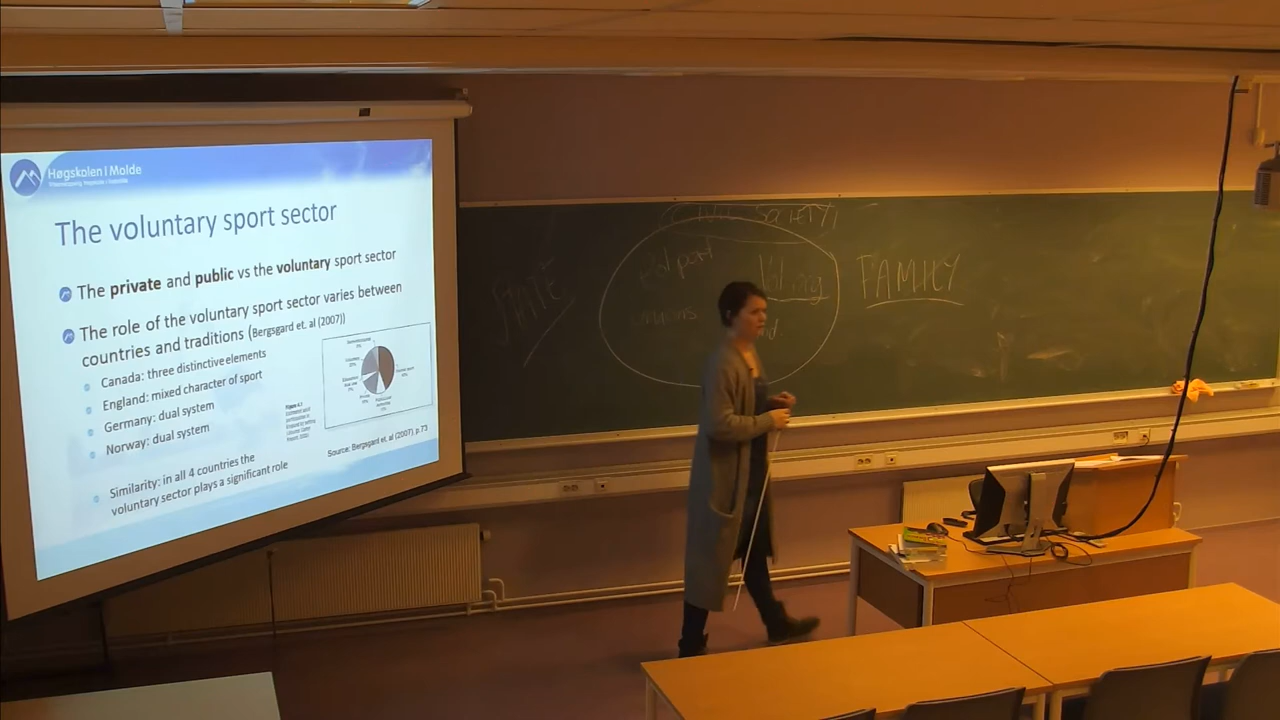 Høgskolen i Molde
The voluntary sport sector
The private and public vs the voluntary sport sector
The role of the voluntary sport sector varies between
countries and traditions (Bergsgard et. al (2007))
Canada: three distinctive elements
England: mixed character of sport
Germany: dual system
Norway: dual system
Similarity: in all 4 countries the
voluntary sector plays a significant role
Source: Bergsgard et. al (2007), p.73
CIVIL SOCIETY
STATE
FAMILY